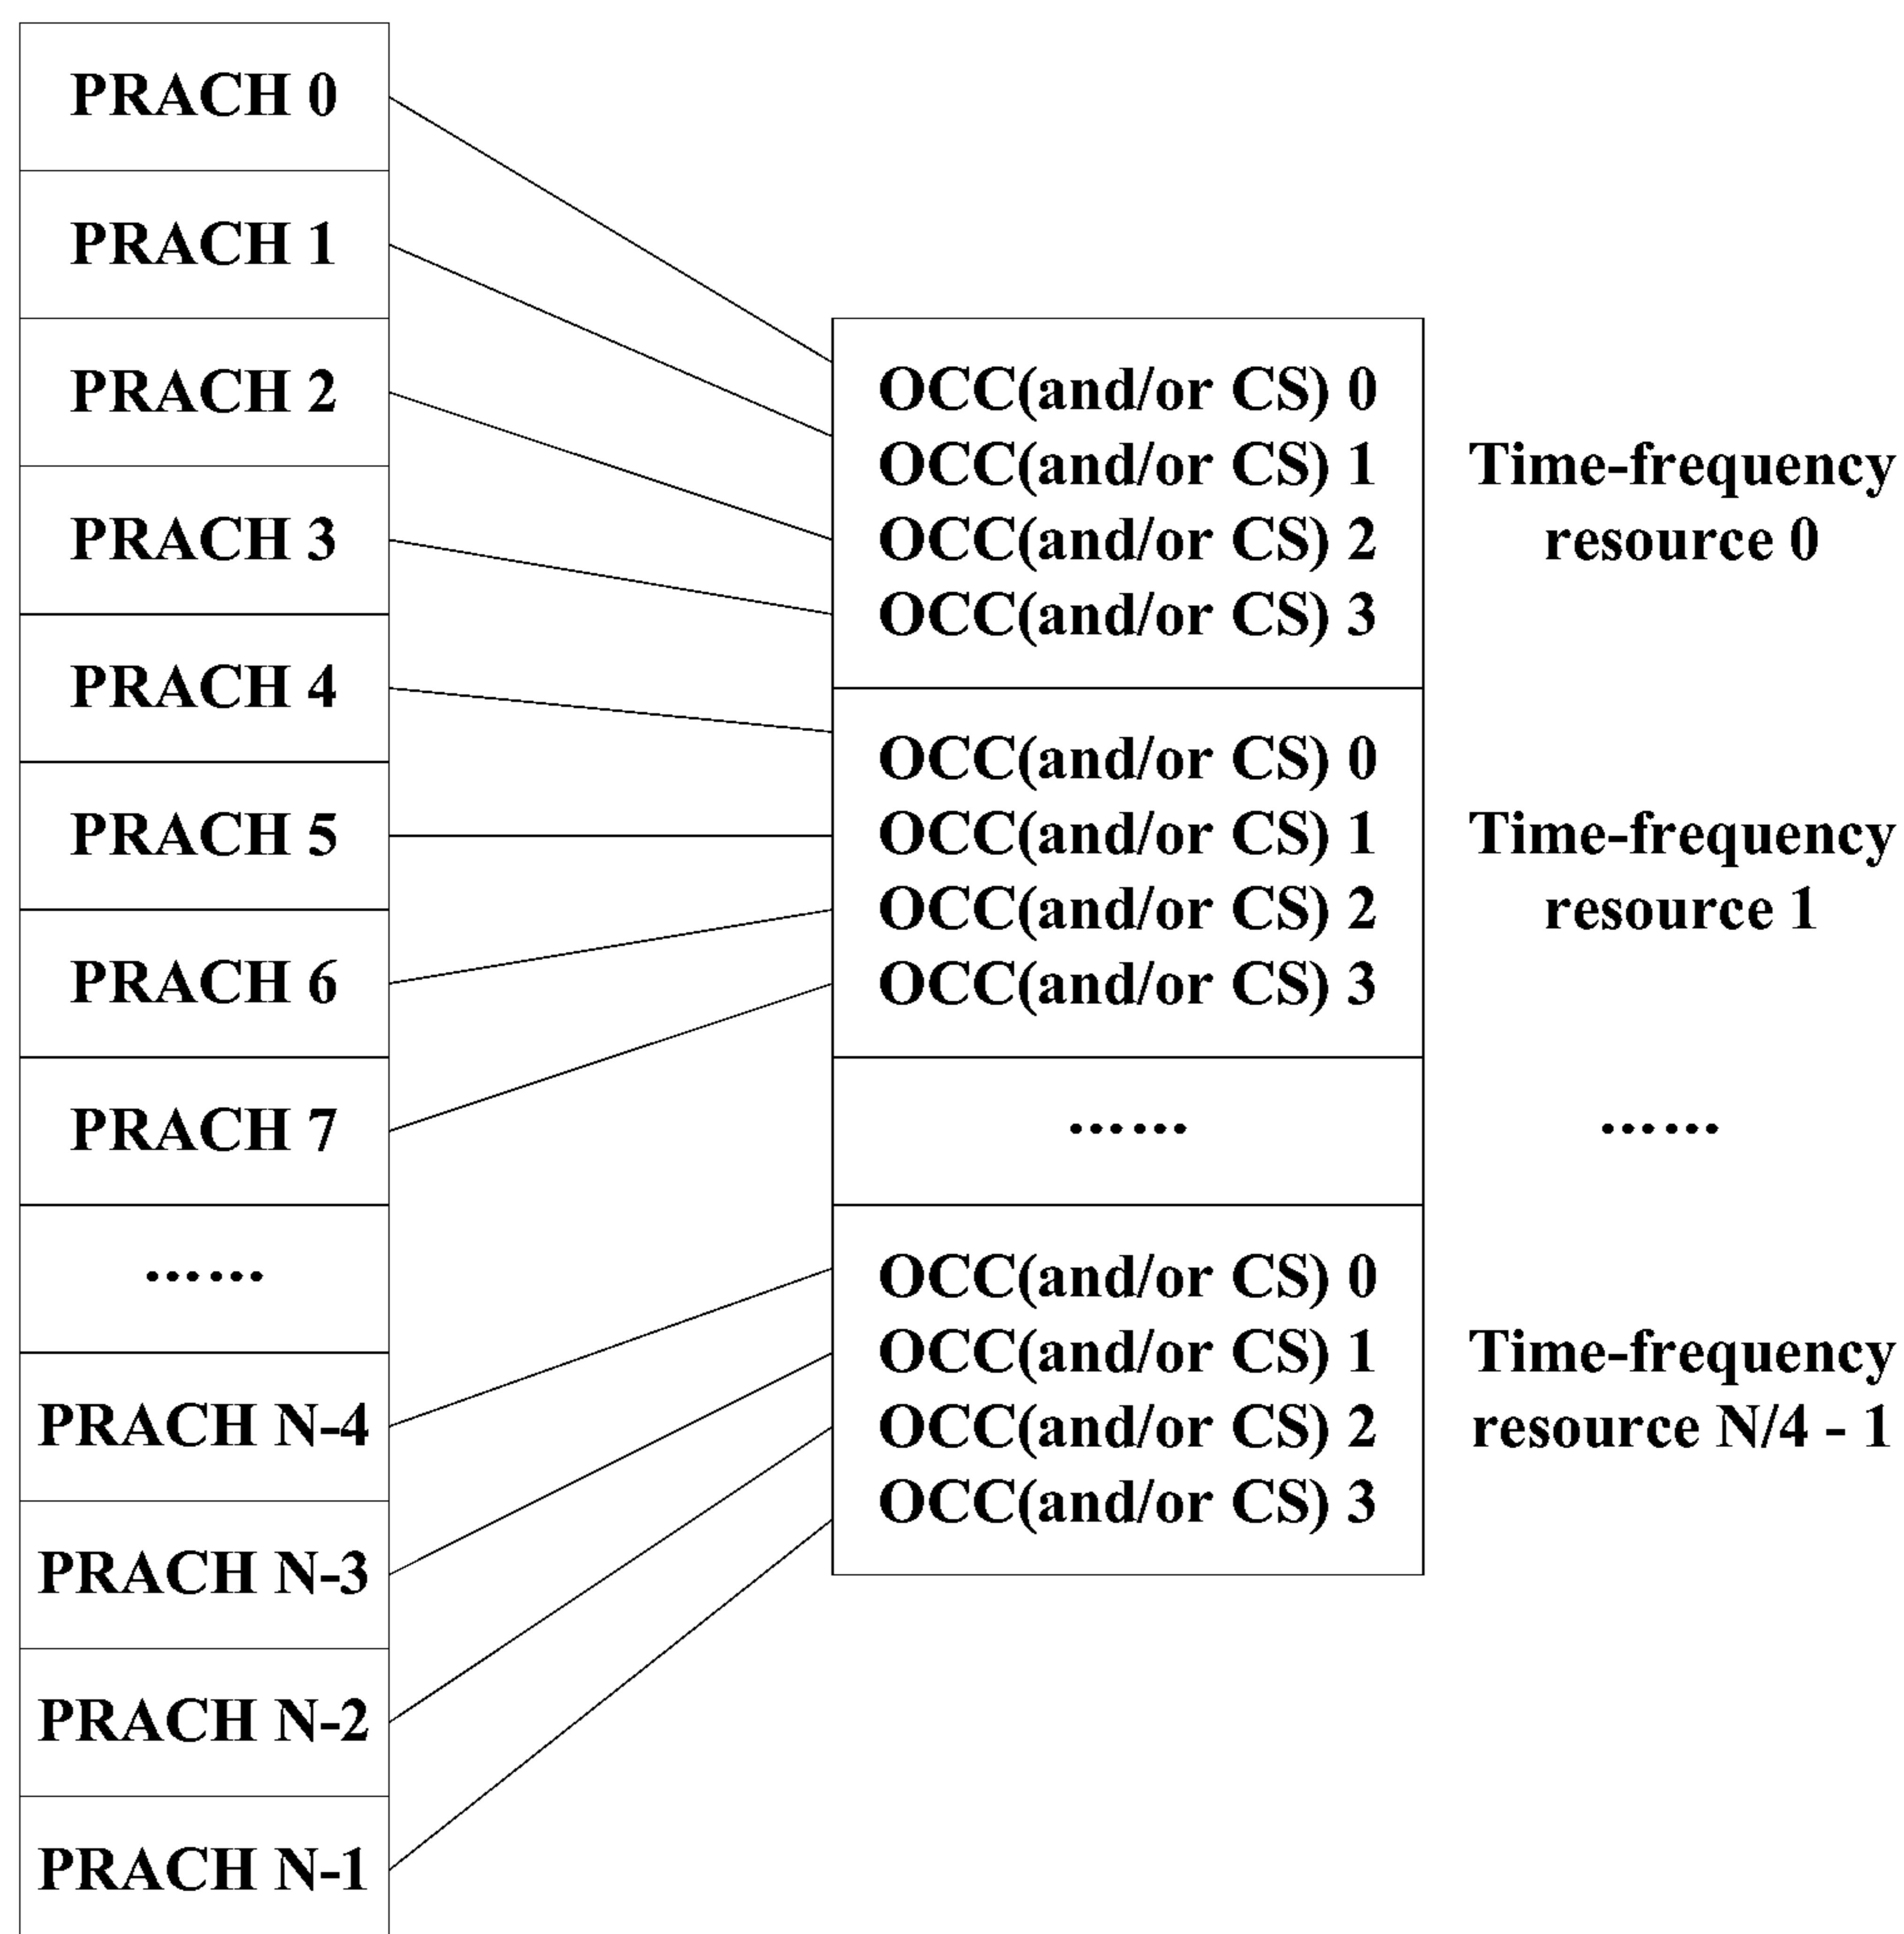 PRACH 0
PRACH 1
PRACH 2
PRACH 3
PRACH 4
PRACH 5
PRACH 6
PRACH 7
······
PRACH N-4
PRACH N-3
PRACH N-2
PRACH N-1
OCC(and/or CS) 0
OCC(and/or CS) 1
OCC(and/or CS) 2
OCC(and/or CS) 3
OCC(and/or CS) 0
OCC(and/or CS) 1
OCC(and/or CS) 2
OCC(and/or CS) 3
······
OCC(and/or CS) 0
OCC(and/or CS) 1
OCC(and/or CS) 2
OCC(and/or CS) 3
Time-frequency
resource 0
Time-frequency
resource 1
······
Time-frequency
resource N/4 - 1